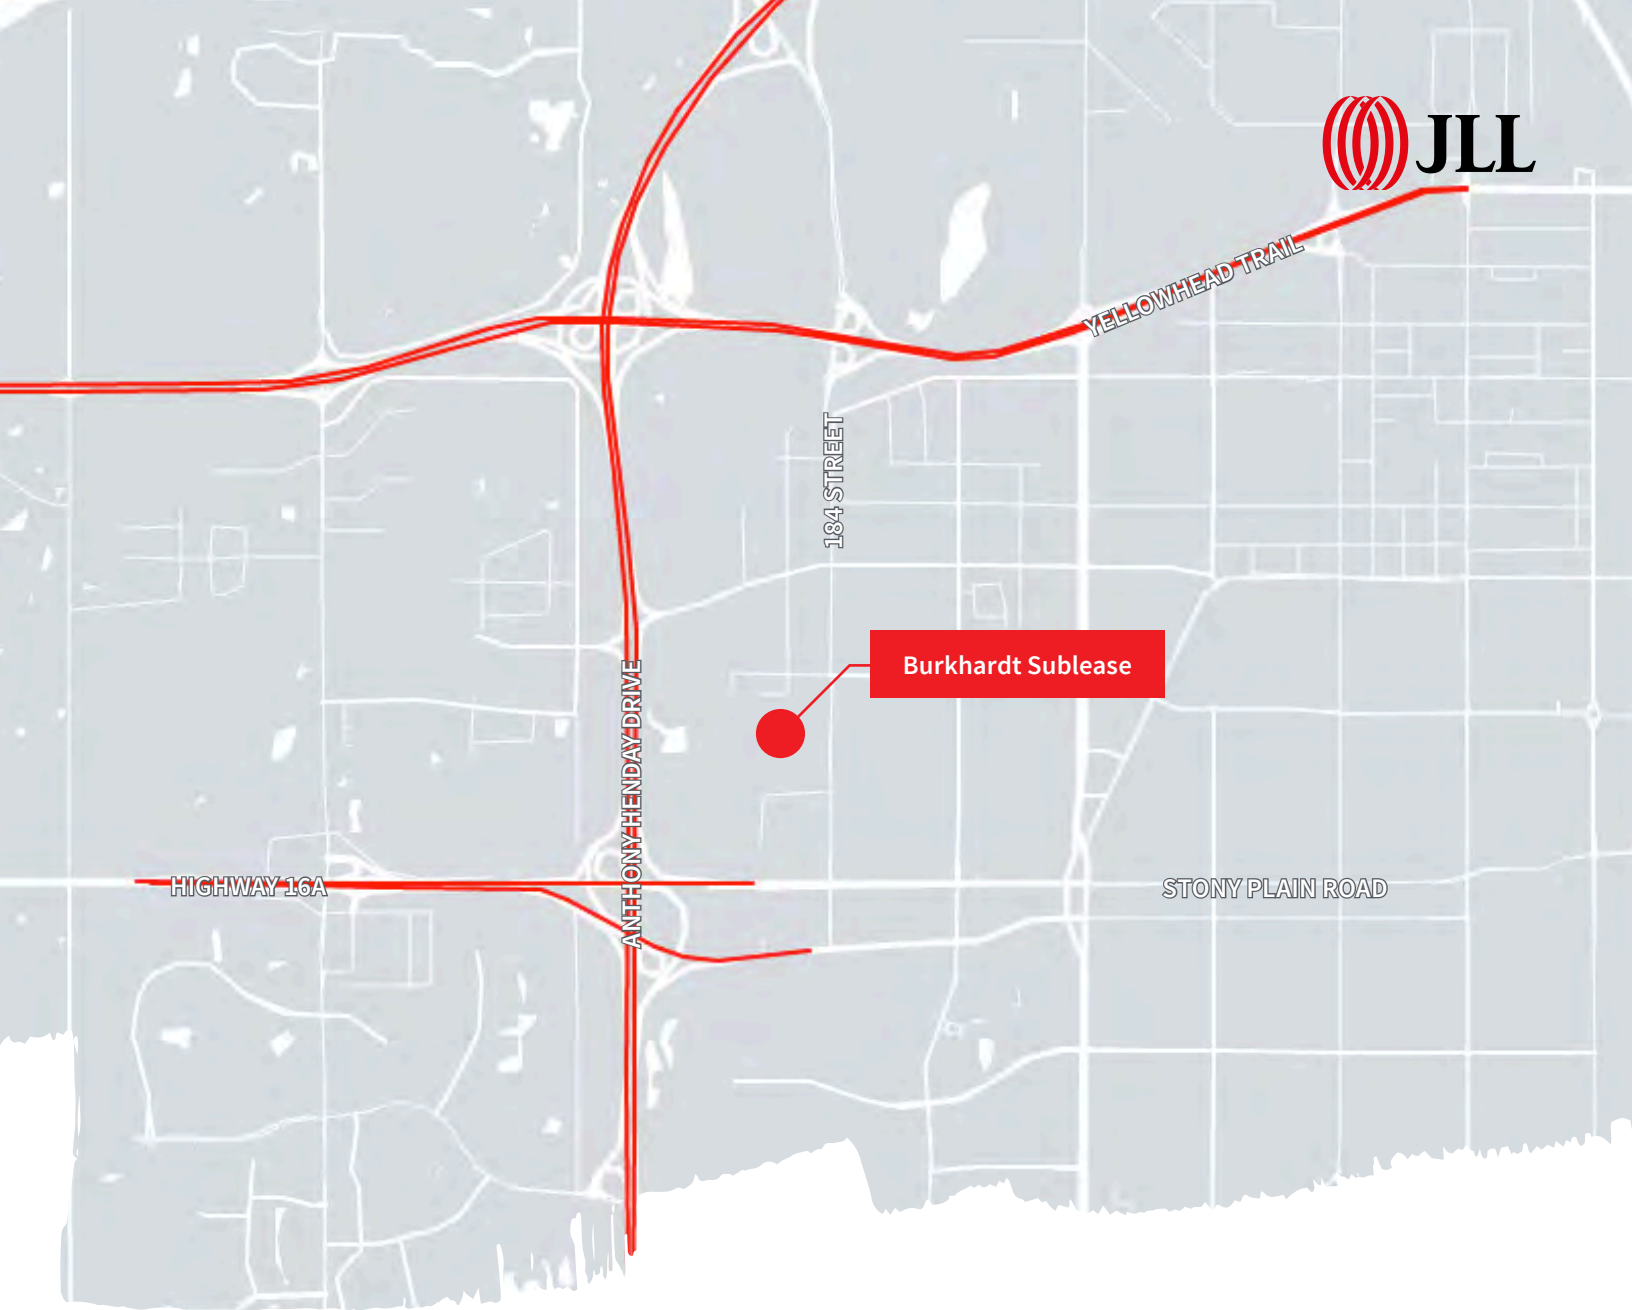 JLL
YELLOWHEAD TRAIL
184 STREET
Burkhardt Sublease
ANTHONY HENDAY DRIVE
HIGHWAY 16A
STONY PLAIN ROAD